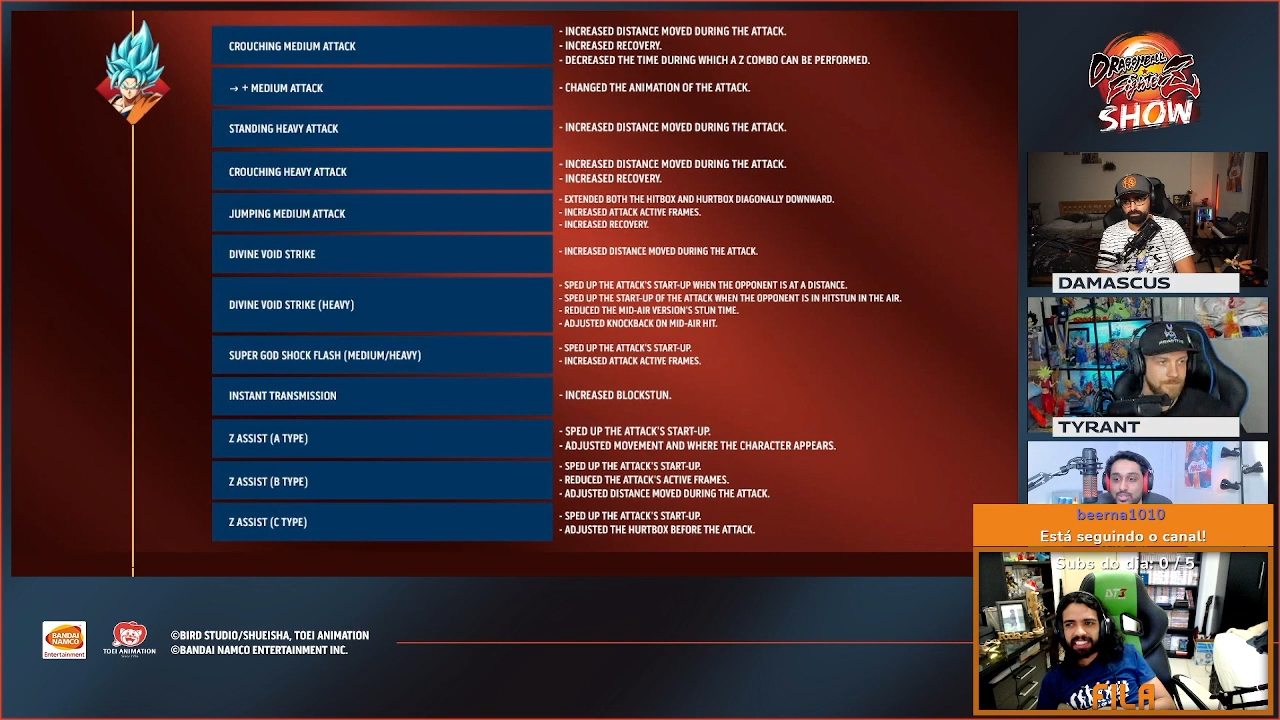 CROUCHING MEDIUM ATTACK
- INCREASED DISTANCE MOVED DURING THE ATTACK.
- INCREASED RECOVERY.
- DECREASED THE TIME DURING WHICH A Z COMBO CAN BE PERFORMED.
→ + MEDIUM ATTACK
- CHANGED THE ANIMATION OF THE ATTACK.
STANDING HEAVY ATTACK
- INCREASED DISTANCE MOVED DURING THE ATTACK.
CROUCHING HEAVY ATTACK
- INCREASED DISTANCE MOVED DURING THE ATTACK.
- INCREASED RECOVERY.
JUMPING MEDIUM ATTACK
- EXTENDED BOTH THE HITBOX AND HURTBOX DIAGONALLY DOWNWARD.
- INCREASED ATTACK ACTIVE FRAMES.
- INCREASED RECOVERY.
DIVINE VOID STRIKE
- INCREASED DISTANCE MOVED DURING THE ATTACK.
DIVINE VOID STRIKE (HEAVY)
- SPED UP THE ATTACK'S START-UP WHEN THE OPPONENT IS AT A DISTANCE.
- SPED UP THE START-UP OF THE ATTACK WHEN THE OPPONENT IS IN HITSTUN IN THE AIR.
- REDUCED THE MID-AIR VERSION'S STUN TIME.
- ADJUSTED KNOCKBACK ON MID-AIR HIT.
SUPER GOD SHOCK FLASH (MEDIUM/HEAVY)
- SPED UP THE ATTACK'S START-UP.
- INCREASED ATTACK ACTIVE FRAMES.
INSTANT TRANSMISSION
- INCREASED BLOCKSTUN.
Z ASSIST (A TYPE)
- SPED UP THE ATTACK'S START-UP.
- ADJUSTED MOVEMENT AND WHERE THE CHARACTER APPEARS.
Z ASSIST (B TYPE)
- SPED UP THE ATTACK'S START-UP.
- REDUCED THE ATTACK'S ACTIVE FRAMES.
- ADJUSTED DISTANCE MOVED DURING THE ATTACK.
Z ASSIST (C TYPE)
- SPED UP THE ATTACK'S START-UP.
- ADJUSTED THE HURTBOX BEFORE THE ATTACK.
DRAGONBALL
FighterZ
SHOW
DAMASCUS
TYRANT
beerna1010
Está seguindo o canal!
Subs do dia: 0 / 5
DT3
FILA
BANDAI
NAMCO
Entertainment
TOEI ANIMATION
©BIRD STUDIO/SHUEISHA, TOEI ANIMATION
©BANDAI NAMCO ENTERTAINMENT INC.